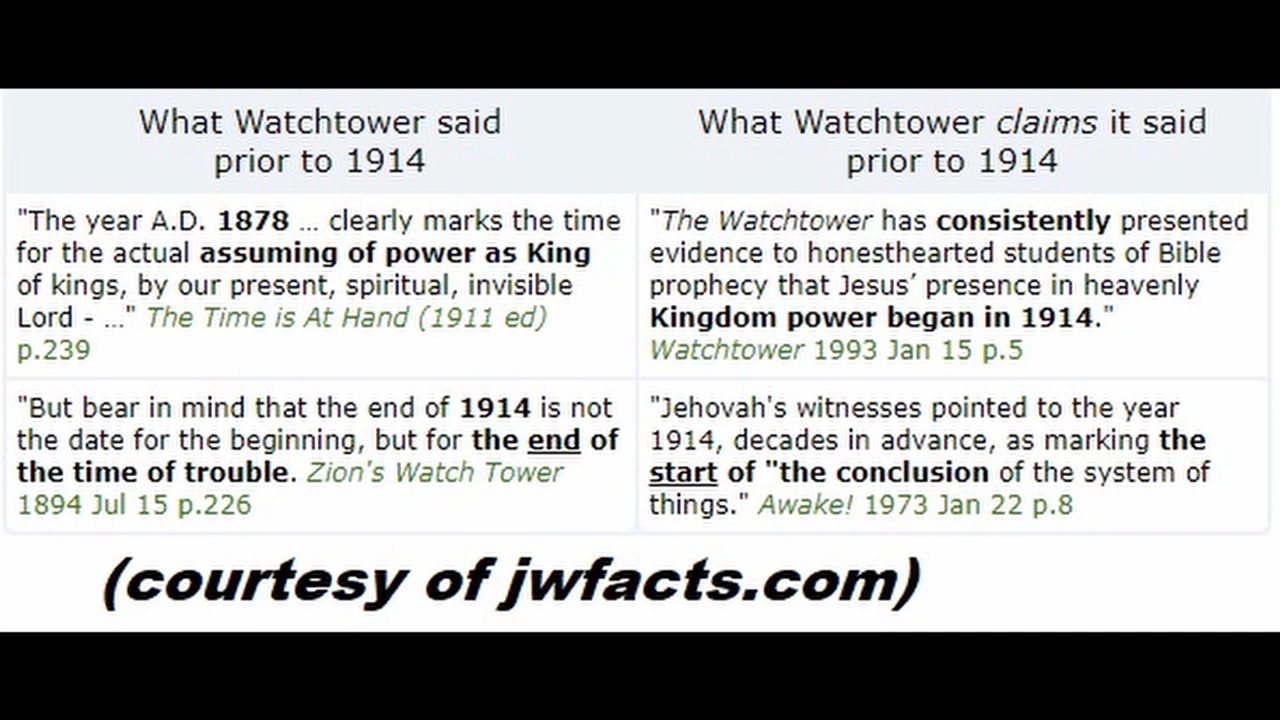 What Watchtower said
prior to 1914
What Watchtower claims it said
prior to 1914
"The year A.D. 1878 ... clearly marks the time
for the actual assuming of power as King
of kings, by our present, spiritual, invisible
Lord - ..." The Time is At Hand (1911 ed)
p.239
"The Watchtower has consistently presented
evidence to honesthearted students of Bible
prophecy that Jesus’ presence in heavenly
Kingdom power began in 1914."
Watchtower 1993 Jan 15 p.5
"But bear in mind that the end of 1914 is not
the date for the beginning, but for the end of
the time of trouble. Zion's Watch Tower
1894 Jul 15 p.226
"Jehovah's witnesses pointed to the year
1914, decades in advance, as marking the
start of "the conclusion of the system of
things." Awake! 1973 Jan 22 p.8
(courtesy of jwfacts.com)